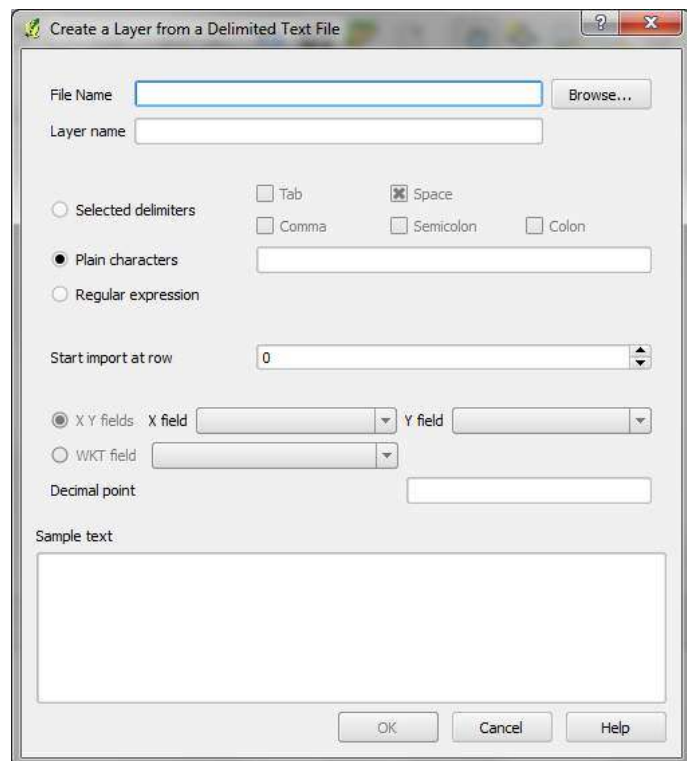 Create a Layer from a Delimited Text File
File Name
Browse...
Layer name
Selected delimiters
Tab
Space
Comma
Semicolon
Colon
Plain characters
Regular expression
Start import at row
0
X Y fields
X field
Y field
WKT field
Decimal point
Sample text
OK
Cancel
Help